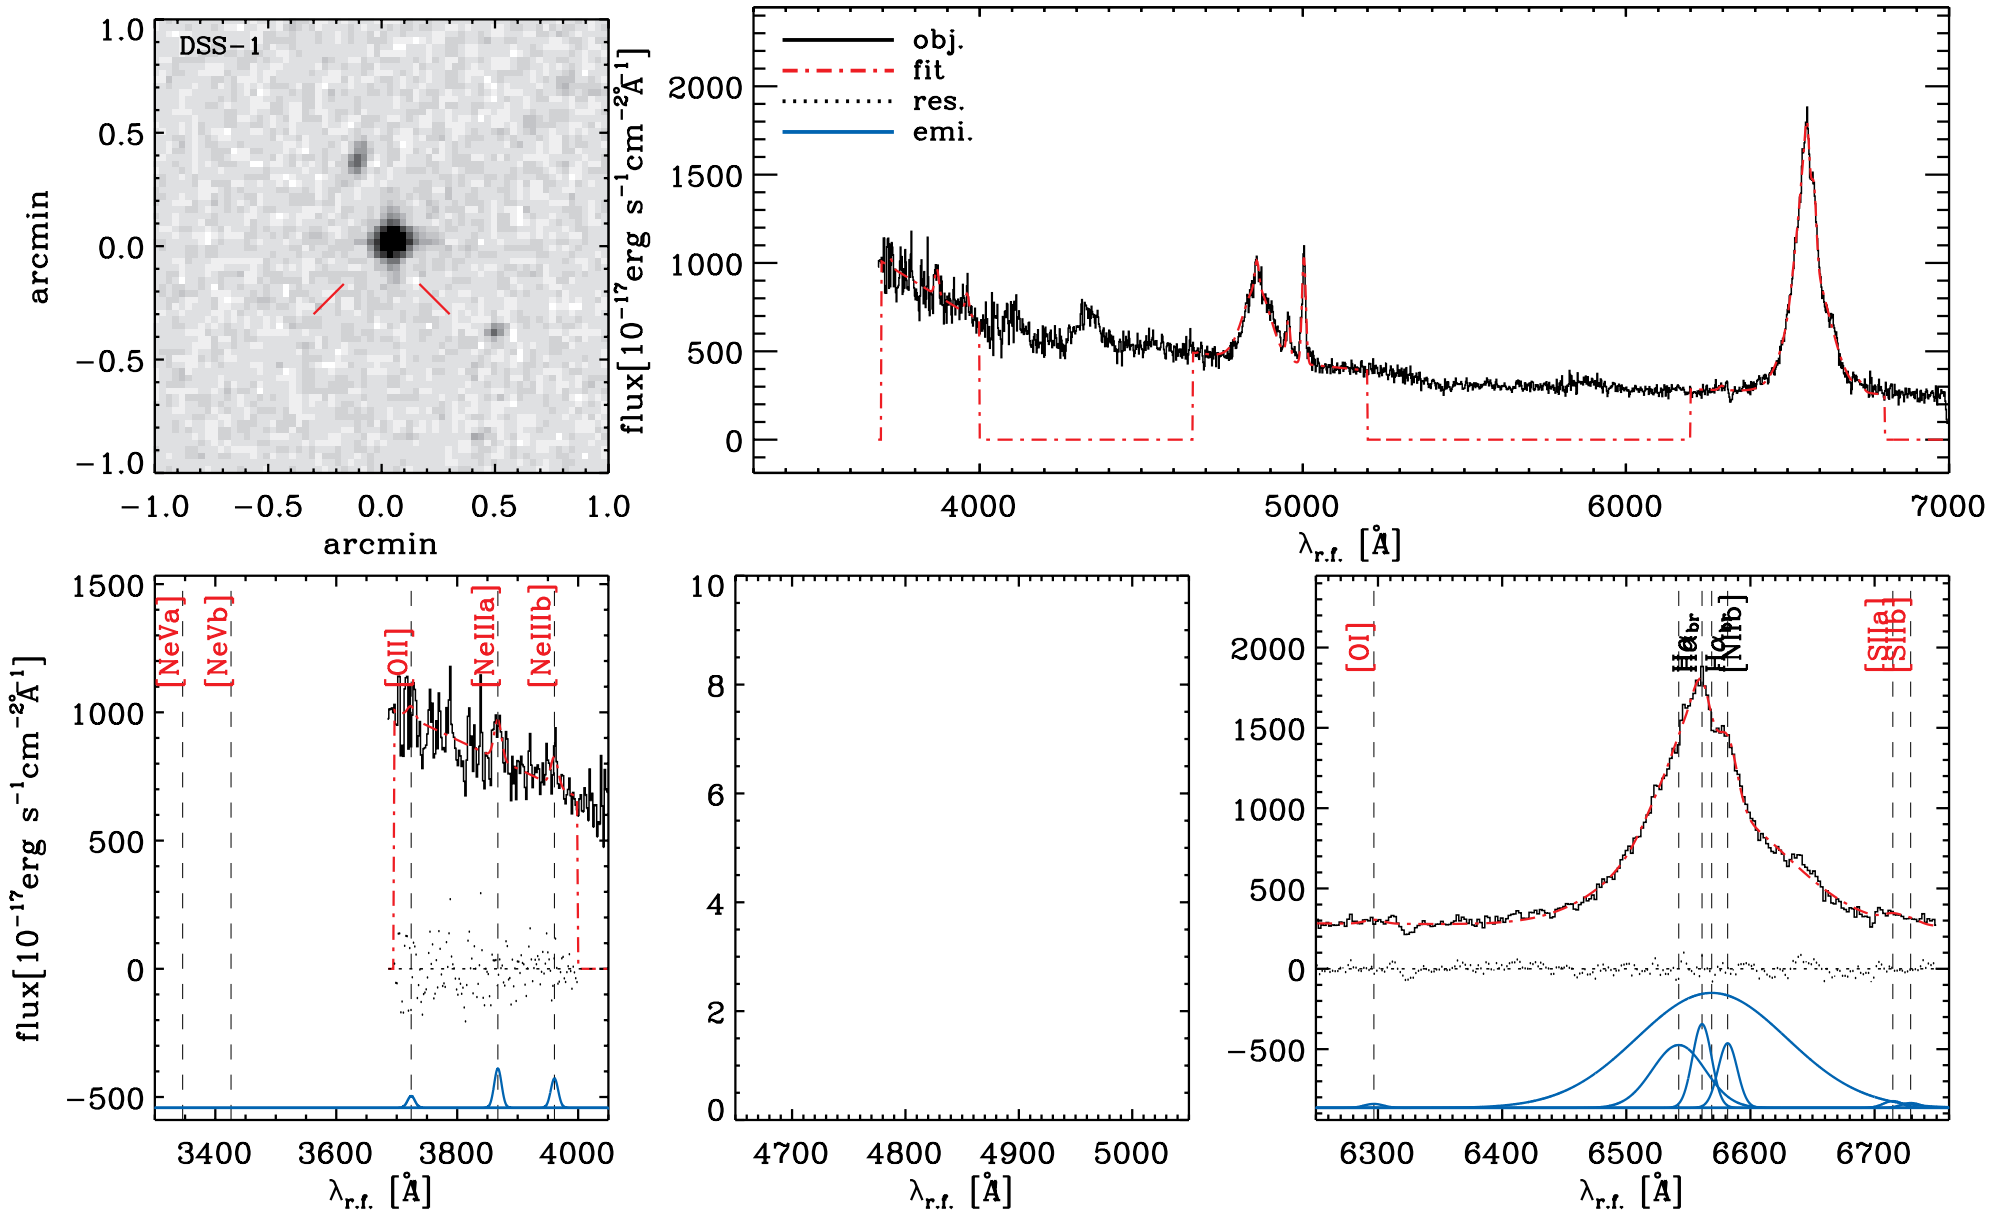 DSS-1
1.0
0.5
0.0
-0.5
-1.0
arcmin
-1.0 -0.5 0.0 0.5 1.0
arcmin
flux[10⁻¹⁷erg s⁻¹cm⁻²Å⁻¹]
obj.
fit
res.
emi.
2000
1500
1000
500
0
4000 5000 6000 7000
λr.f. [Å]
flux[10⁻¹⁷erg s⁻¹cm⁻²Å⁻¹]
1500
1000
500
0
-500
[NeVa]
[NeVb]
[OII]
[NeIIIa]
[NeIIIb]
3400 3600 3800 4000
λr.f. [Å]
10
8
6
4
2
0
4700 4800 4900 5000
λr.f. [Å]
2000
1500
1000
500
0
-500
[OI]
Hαbr
Hαbr
[NIIb]
[SIIa]
[SIIb]
6300 6400 6500 6600 6700
λr.f. [Å]